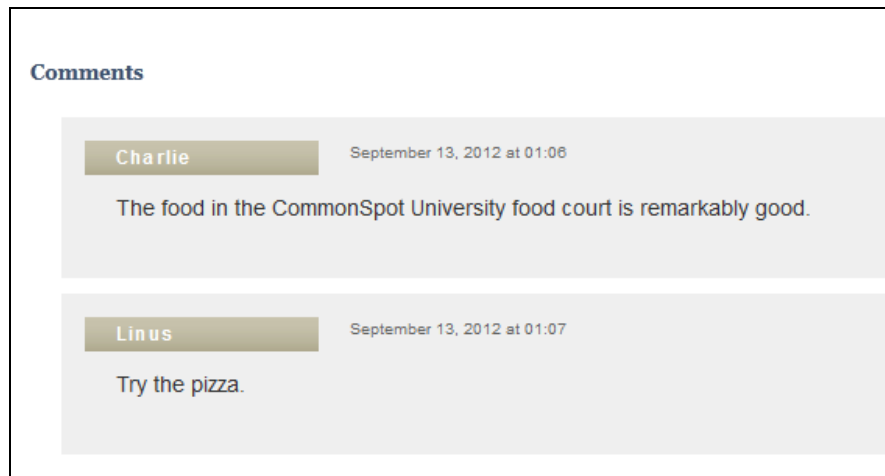 Comments
Charlie
September 13, 2012 at 01:06
The food in the CommonSpot University food court is remarkably good.
Linus
September 13, 2012 at 01:07
Try the pizza.